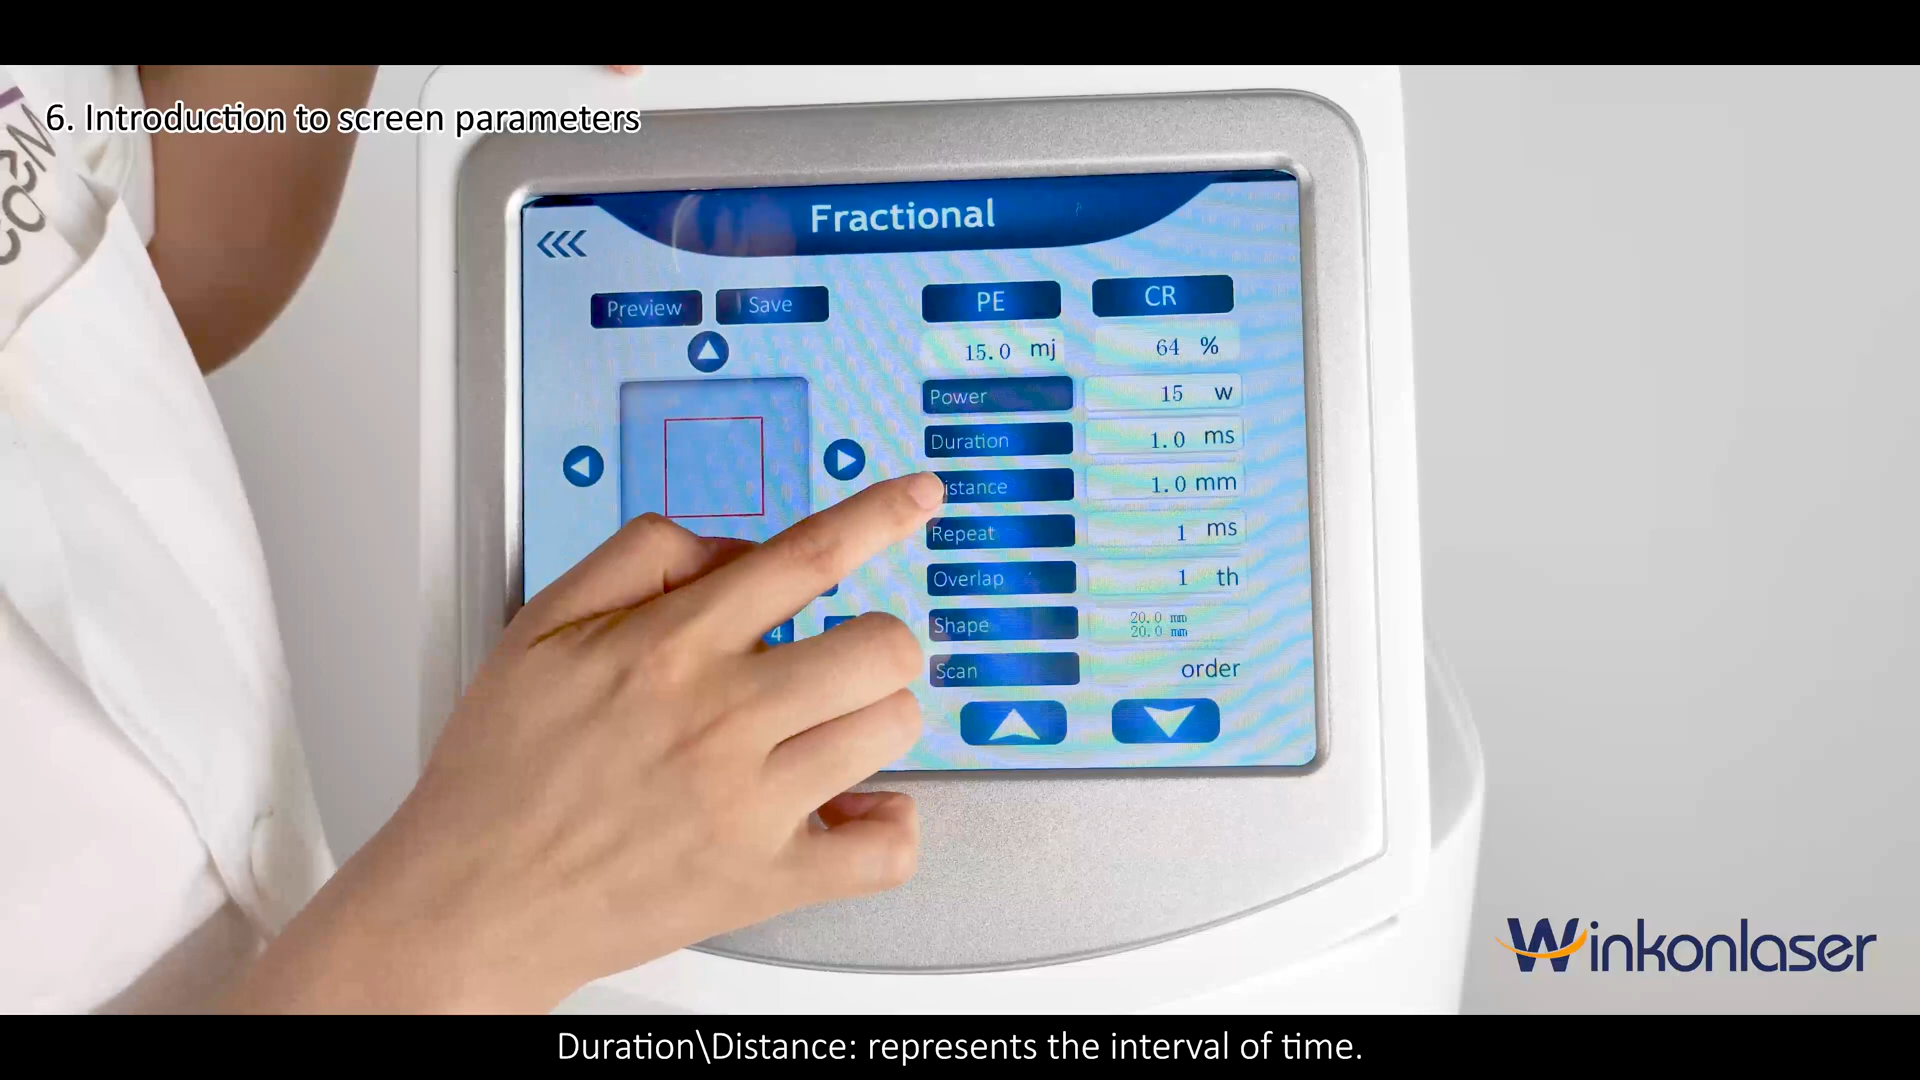 6. Introduction to screen parameters
Fractional
Preview
Save
PE
CR
15.0 mj
64 %
Power
15 w
Duration
1.0 ms
istance
1.0 mm
Repeat
1 ms
Overlap
1 th
4
Shape
20.0 mm
20.0 mm
Scan
order
Winkonlaser
Duration\Distance: represents the interval of time.